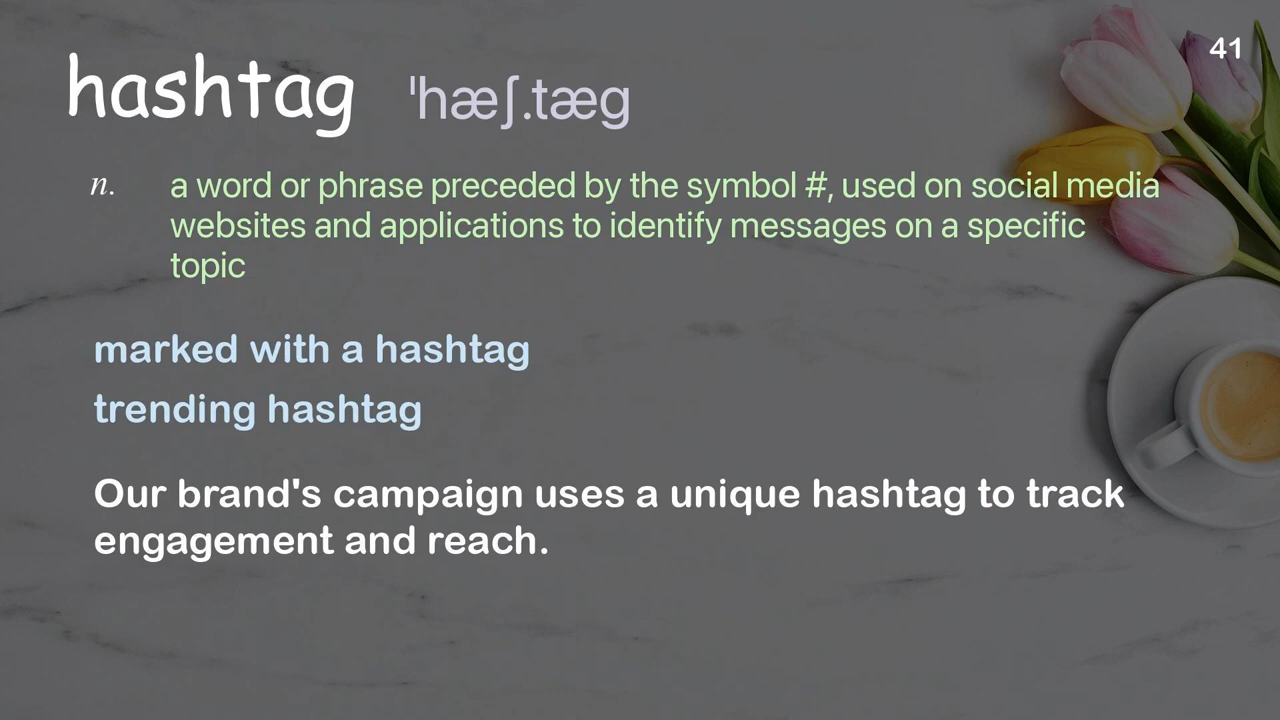 41
hashtag ˈhæʃ.tæg
n. a word or phrase preceded by the symbol #, used on social media
websites and applications to identify messages on a specific
topic
marked with a hashtag
trending hashtag
Our brand's campaign uses a unique hashtag to track
engagement and reach.